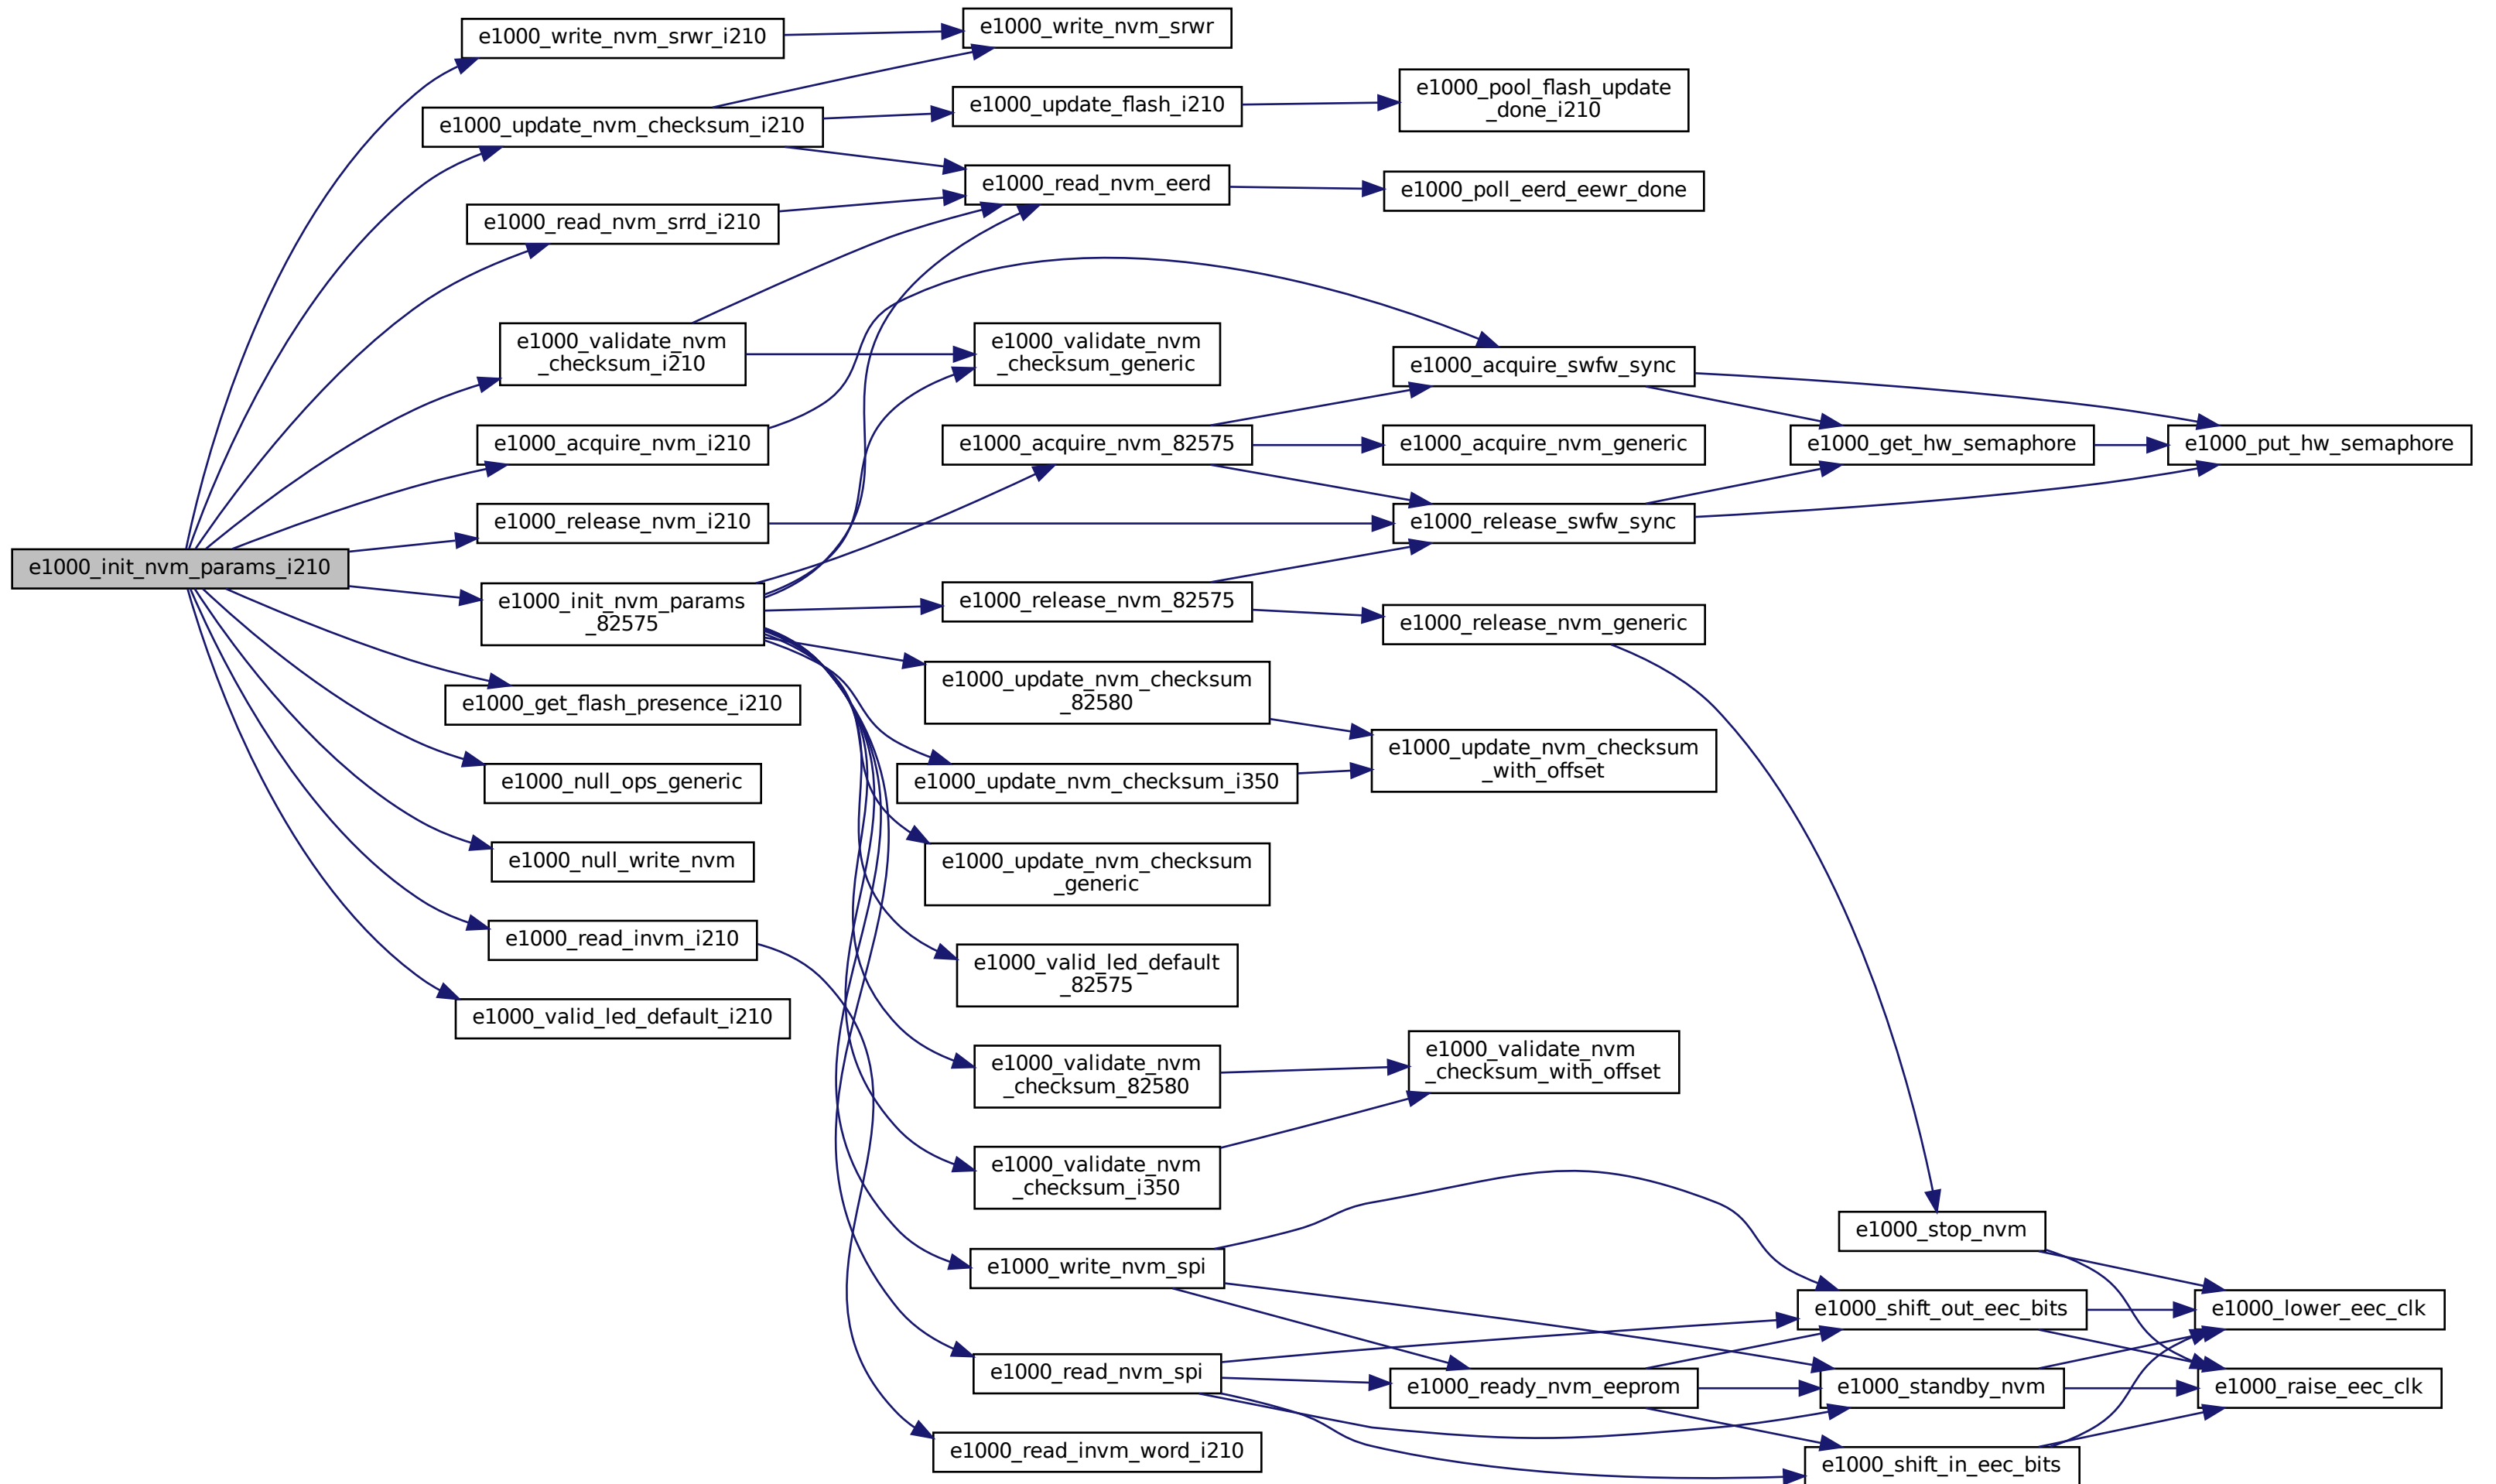 e1000_init_nvm_params_i210
e1000_write_nvm_srwr_i210
e1000_update_nvm_checksum_i210
e1000_read_nvm_srrd_i210
e1000_validate_nvm
_checksum_i210
e1000_acquire_nvm_i210
e1000_release_nvm_i210
e1000_init_nvm_params
_82575
e1000_get_flash_presence_i210
e1000_null_ops_generic
e1000_null_write_nvm
e1000_read_invm_i210
e1000_valid_led_default_i210
e1000_write_nvm_srwr
e1000_update_flash_i210
e1000_read_nvm_eerd
e1000_validate_nvm
_checksum_generic
e1000_acquire_nvm_82575
e1000_release_nvm_82575
e1000_update_nvm_checksum
_82580
e1000_update_nvm_checksum_i350
e1000_update_nvm_checksum
_generic
e1000_valid_led_default
_82575
e1000_validate_nvm
_checksum_82580
e1000_validate_nvm
_checksum_i350
e1000_write_nvm_spi
e1000_read_nvm_spi
e1000_read_invm_word_i210
e1000_pool_flash_update
_done_i210
e1000_poll_eerd_eewr_done
e1000_acquire_swfw_sync
e1000_acquire_nvm_generic
e1000_release_swfw_sync
e1000_release_nvm_generic
e1000_update_nvm_checksum
_with_offset
e1000_validate_nvm
_checksum_with_offset
e1000_ready_nvm_eeprom
e1000_get_hw_semaphore
e1000_stop_nvm
e1000_shift_out_eec_bits
e1000_standby_nvm
e1000_shift_in_eec_bits
e1000_put_hw_semaphore
e1000_lower_eec_clk
e1000_raise_eec_clk